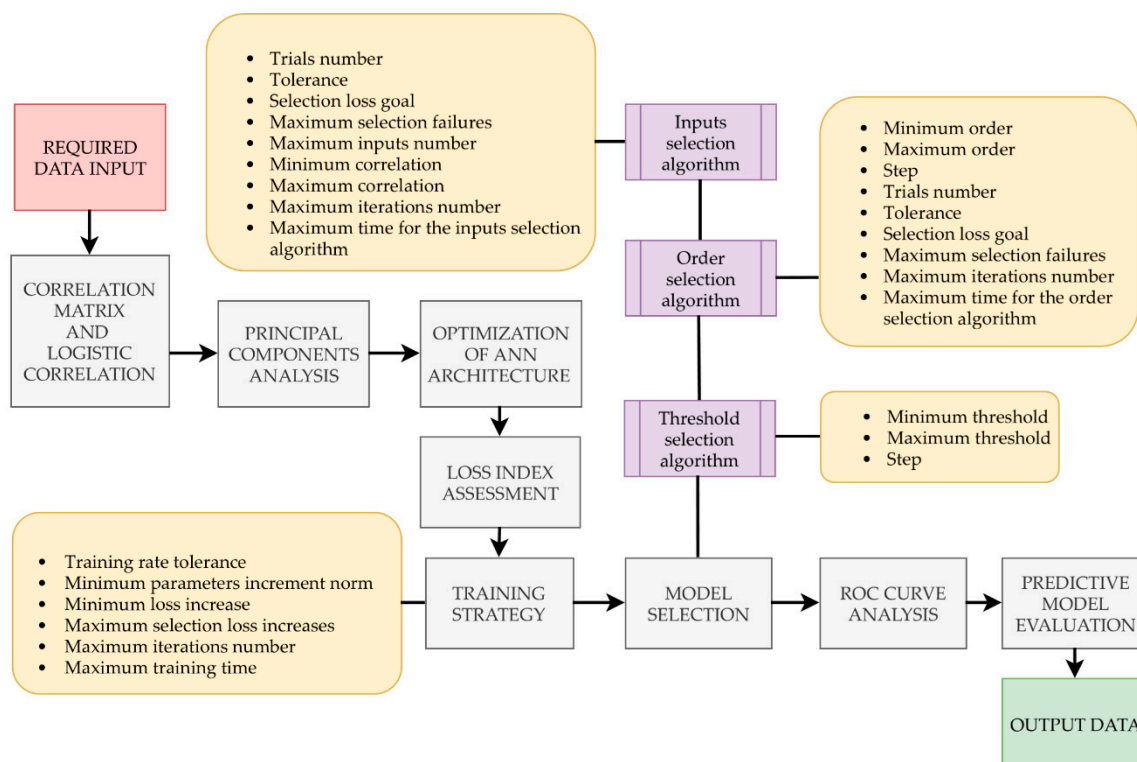 REQUIRED
DATA INPUT
• Trials number
• Tolerance
• Selection loss goal
• Maximum selection failures
• Maximum inputs number
• Minimum correlation
• Maximum correlation
• Maximum iterations number
• Maximum time for the inputs selection
algorithm
Inputs
selection
algorithm
• Minimum order
• Maximum order
• Step
• Trials number
• Tolerance
• Selection loss goal
• Maximum selection failures
• Maximum iterations number
• Maximum time for the order
selection algorithm
Order
selection
algorithm
CORRELATION
MATRIX
AND
LOGISTIC
CORRELATION
PRINCIPAL
COMPONENTS
ANALYSIS
OPTIMIZATION
OF ANN
ARCHITECTURE
Threshold
selection
algorithm
• Minimum threshold
• Maximum threshold
• Step
LOSS INDEX
ASSESSMENT
• Training rate tolerance
• Minimum parameters increment norm
• Minimum loss increase
• Maximum selection loss increases
• Maximum iterations number
• Maximum training time
TRAINING
STRATEGY
MODEL
SELECTION
ROC CURVE
ANALYSIS
PREDICTIVE
MODEL
EVALUATION
OUTPUT DATA